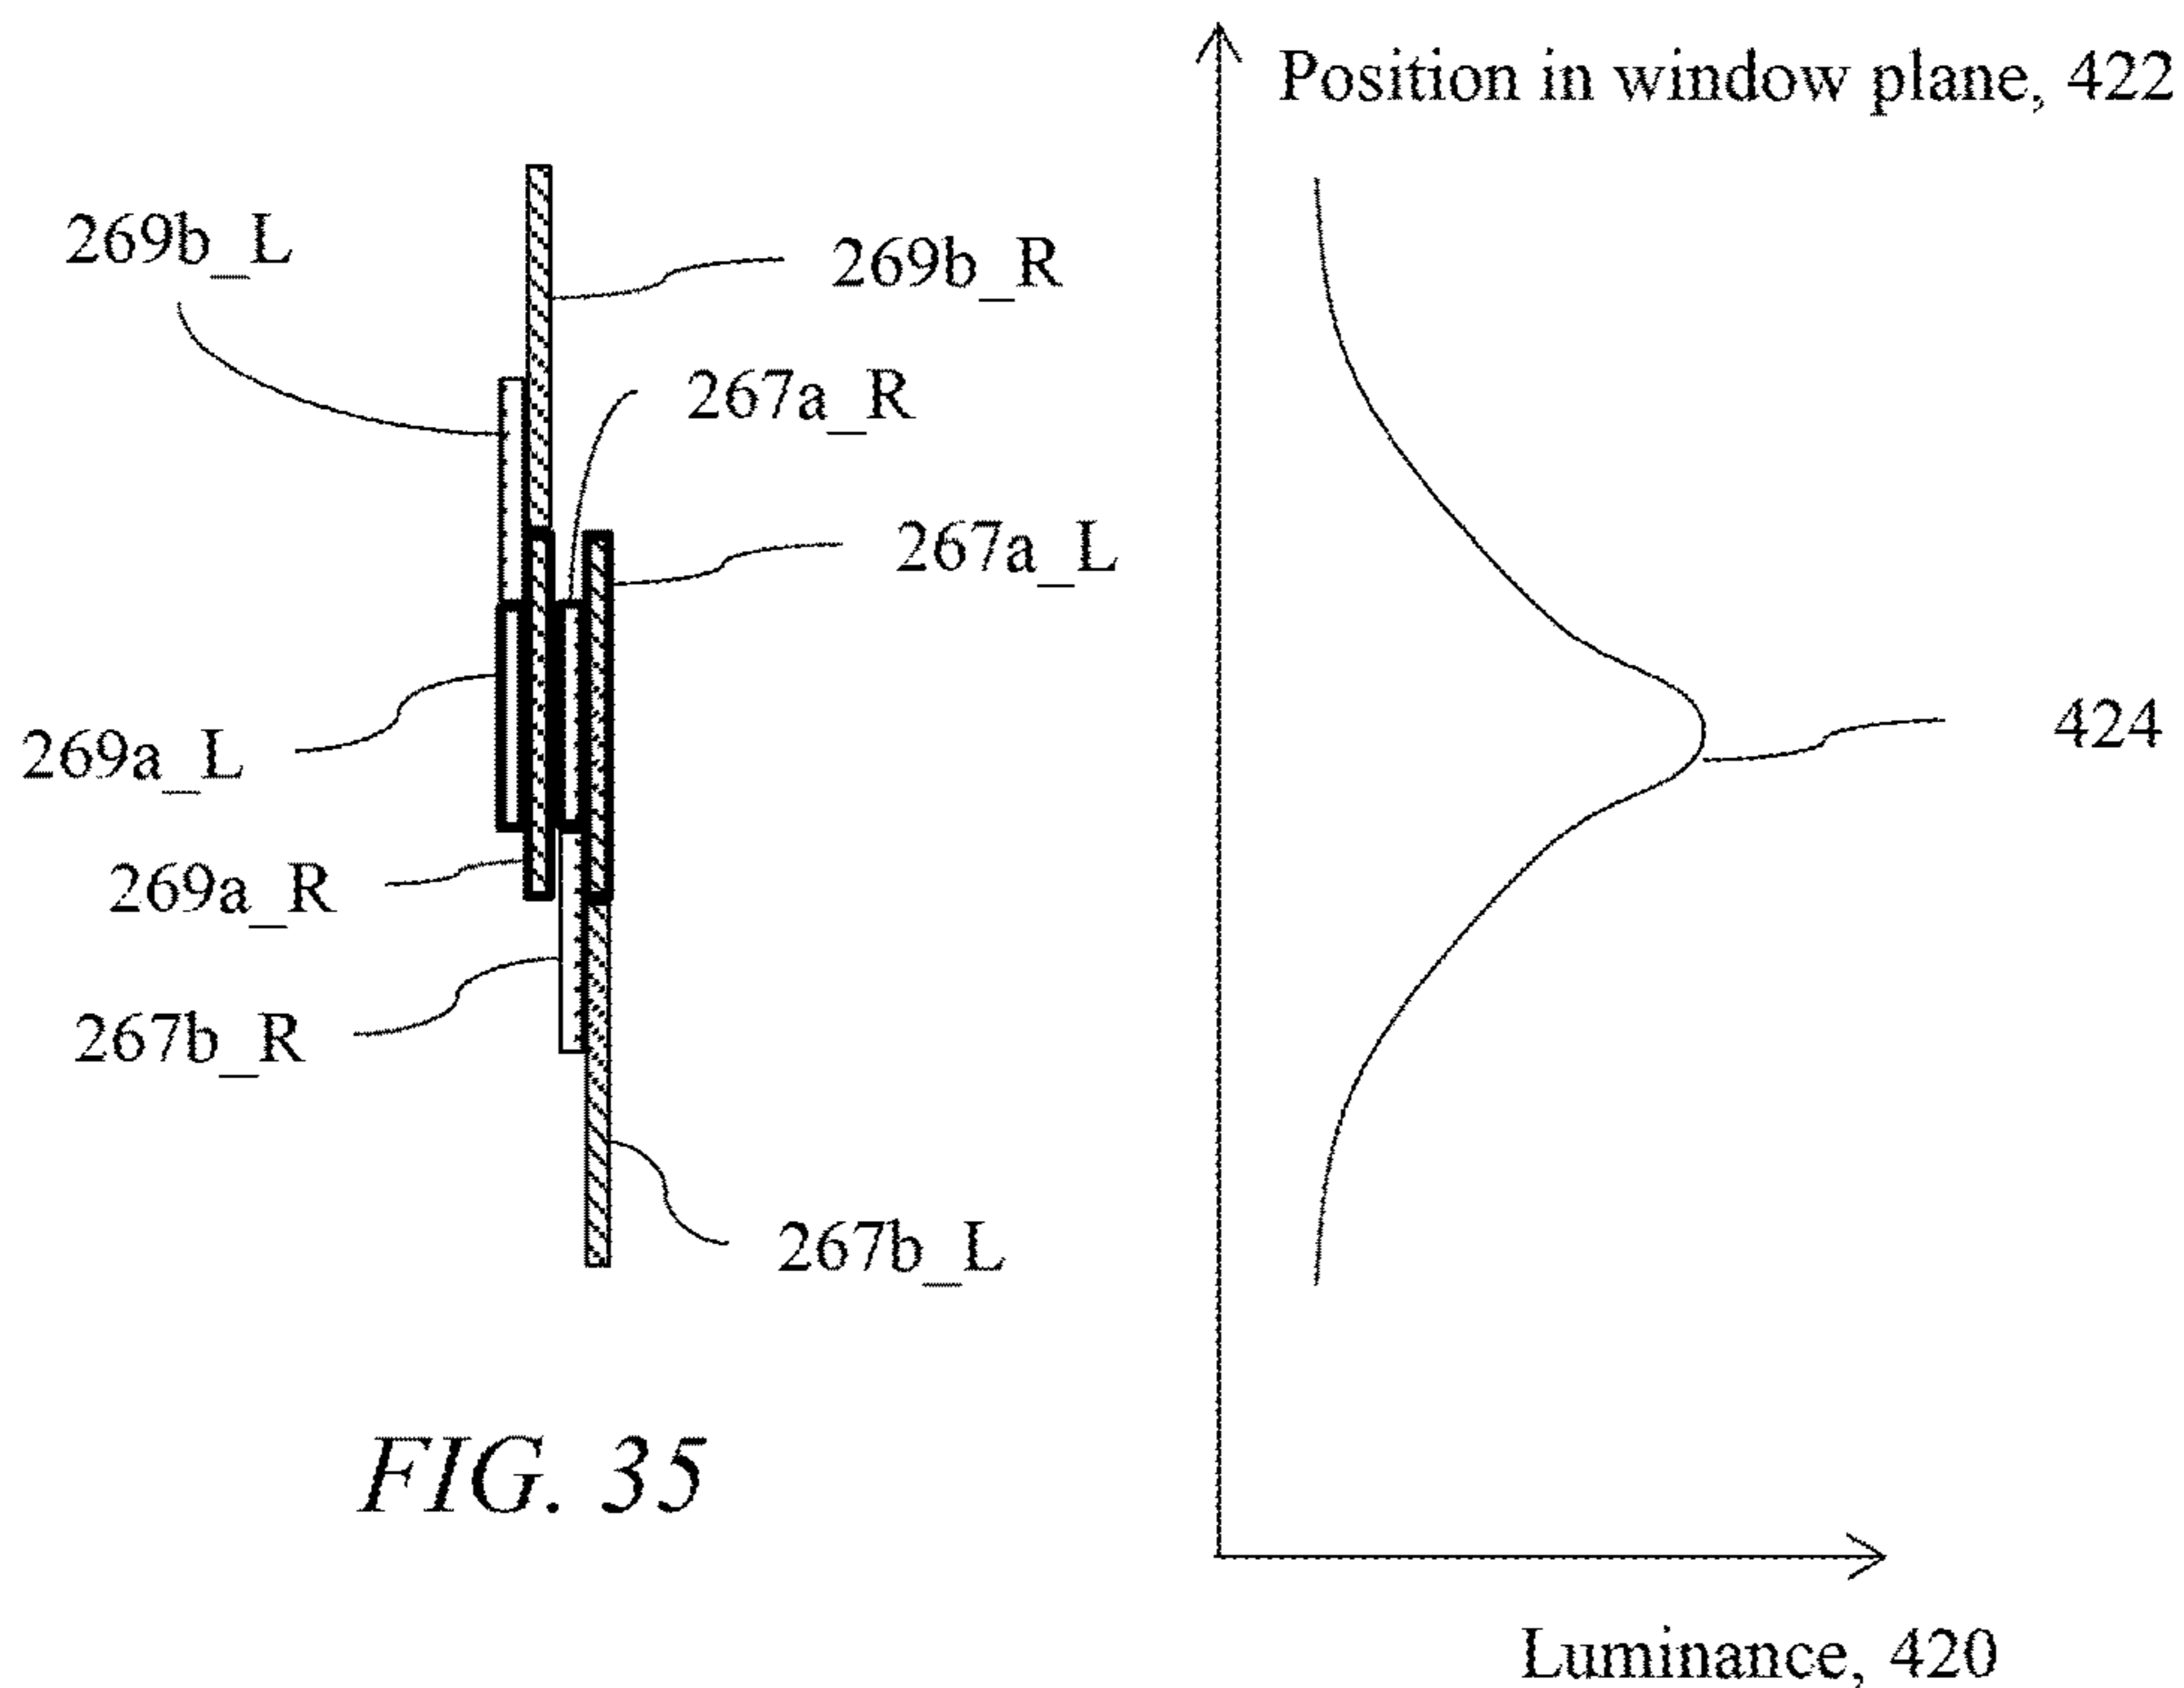 Position in window plane, 422
269b_L
269b_R
267a_R
267a_L
424
269a_L
269a_R
267b_R
267b_L
FIG. 35
Luminance, 420